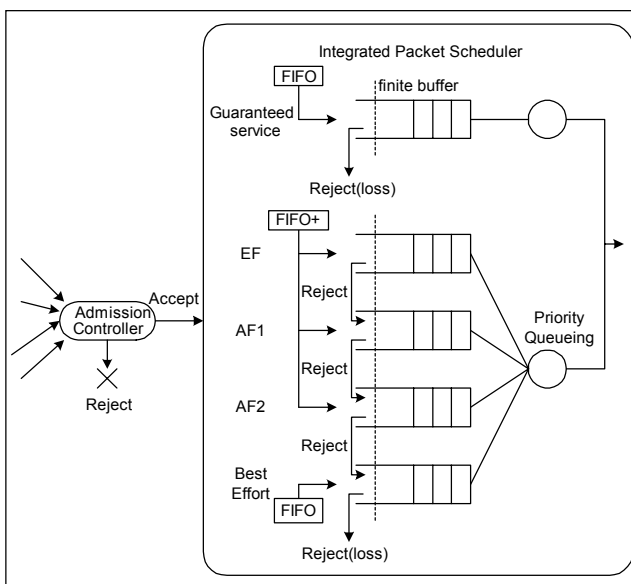 Integrated Packet Scheduler
FIFO
finite buffer
Guaranteed
service
Reject(loss)
FIFO+
EF
Reject
Accept
Admission
Controller
AF1
Priority
Queueing
Reject
Reject
AF2
Reject
Best
Effort
FIFO
Reject(loss)